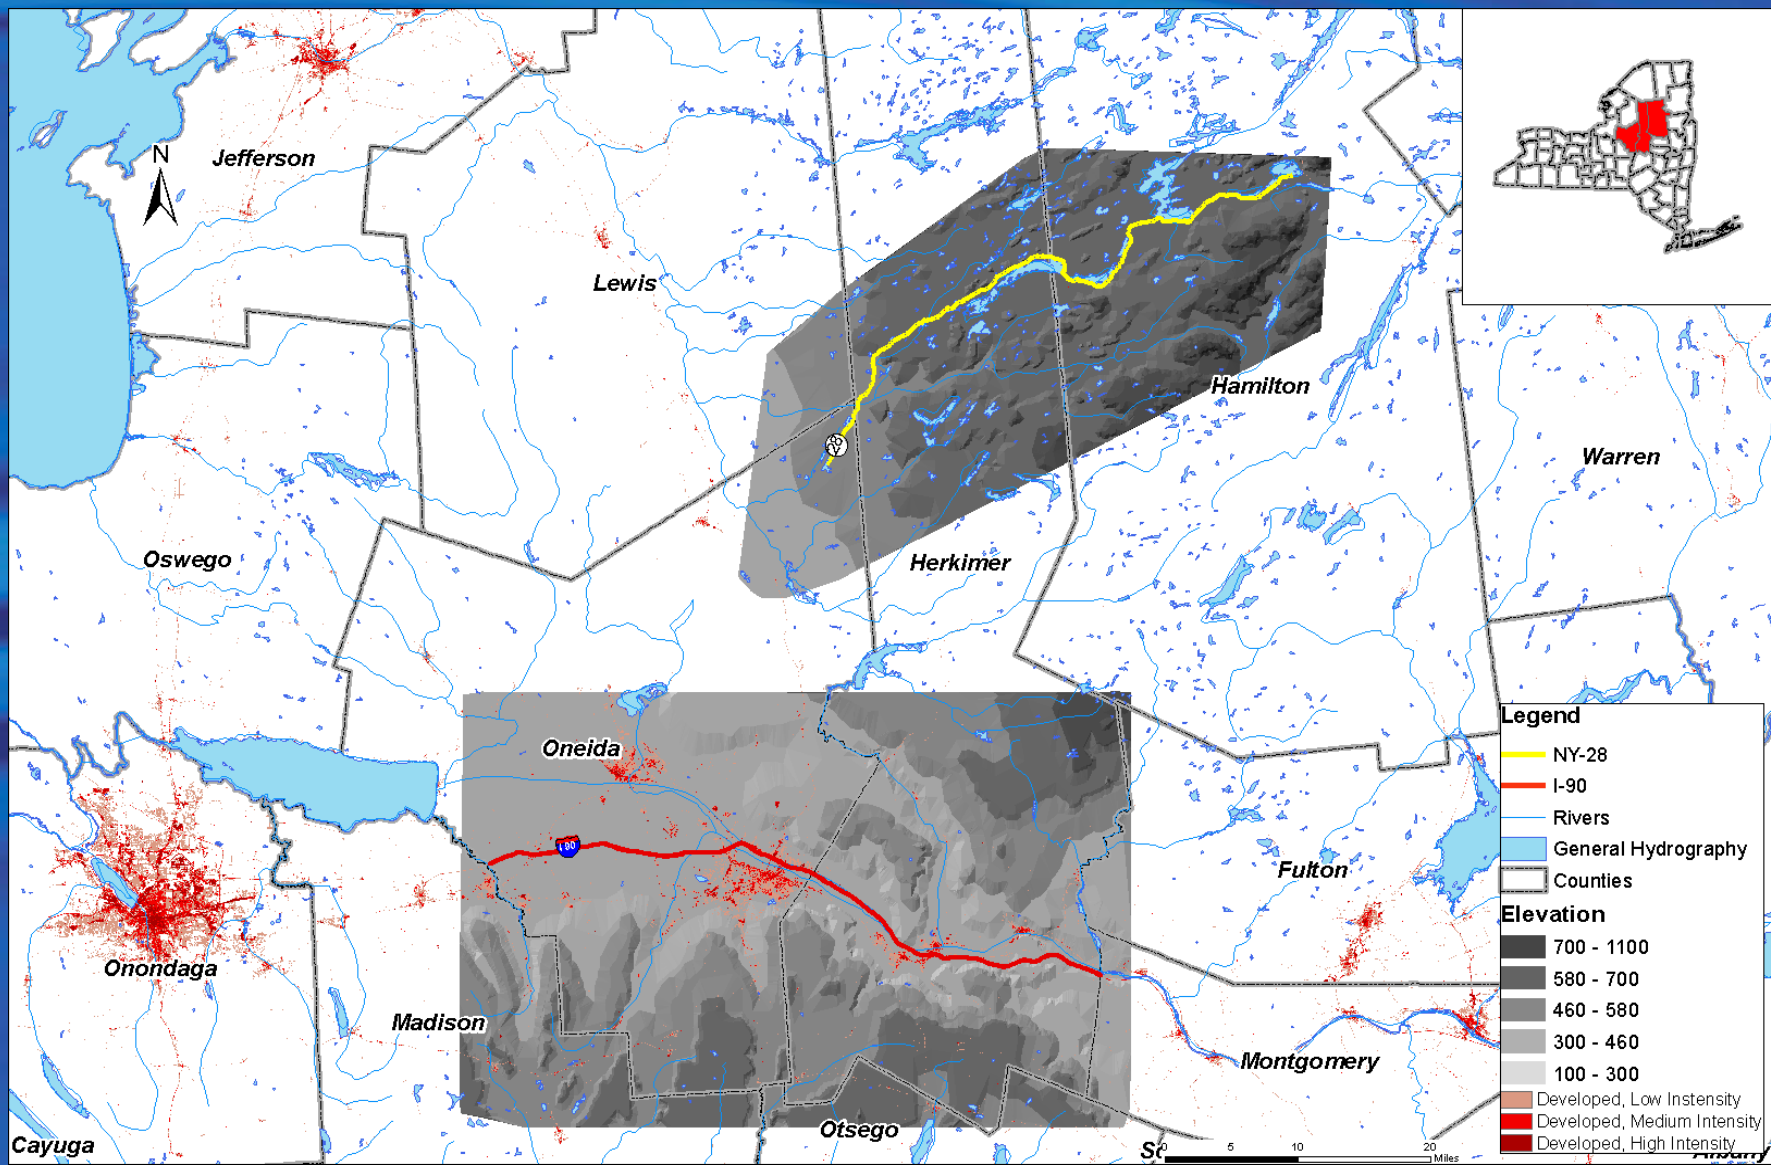 N
Jefferson
Lewis
Hamilton
Warren
28
Oswego
Herkimer
Oneida
I 90
Fulton
Onondaga
Madison
Montgomery
Otsego
Cayuga
Legend
NY-28
I-90
Rivers
General Hydrography
Counties
Elevation
700 - 1100
580 - 700
460 - 580
300 - 460
100 - 300
Developed, Low Instensity
Developed, Medium Intensity
Developed, High Intensity
0 5 10 20
Miles